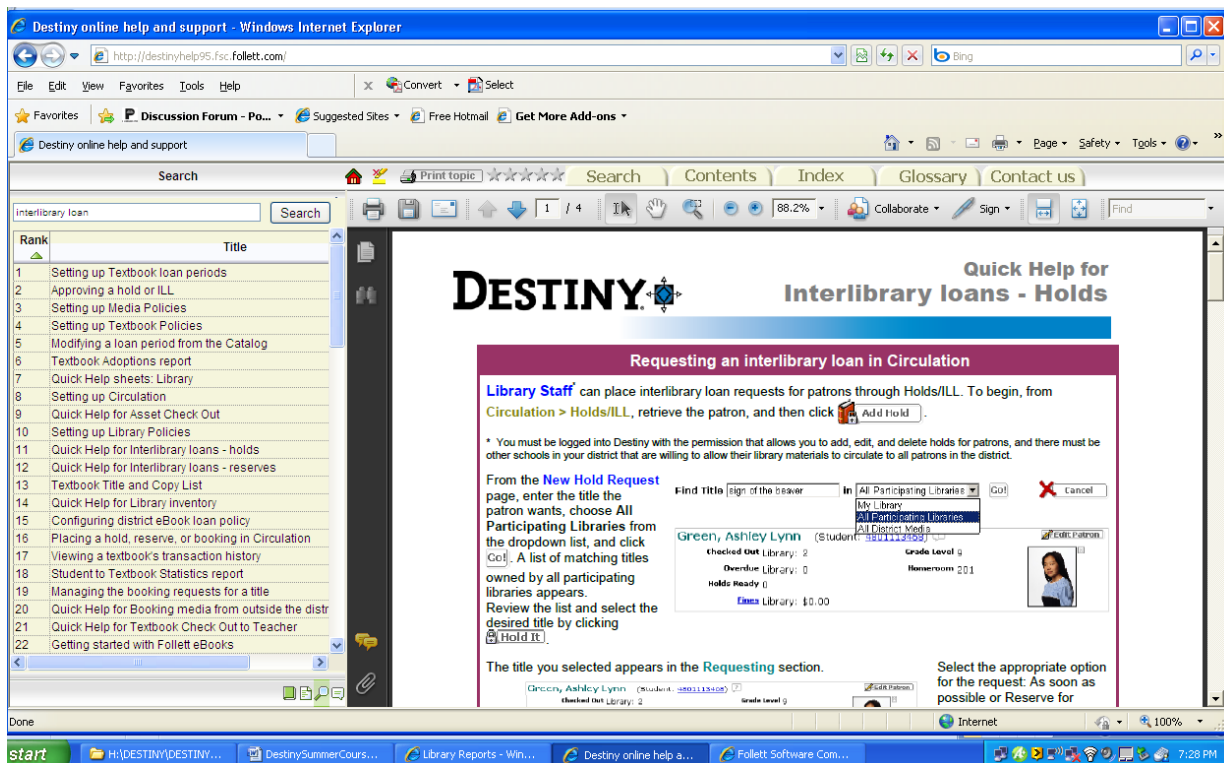 Destiny online help and support - Windows Internet Explorer
http://destinyhelp95.fsc.follett.com/
Bing
File Edit View Favorites Tools Help
x Convert Select
Favorites Discussion Forum - Po... Suggested Sites Free Hotmail Get More Add-ons
Destiny online help and support
Page Safety Tools
Search
Print topic Search Contents Index Glossary Contact us
interlibrary loan Search
1 / 4 88.2% Collaborate Sign Find
Rank Title
1 Setting up Textbook loan periods
2 Approving a hold or ILL
3 Setting up Media Policies
4 Setting up Textbook Policies
5 Modifying a loan period from the Catalog
6 Textbook Adoptions report
7 Quick Help sheets: Library
8 Setting up Circulation
9 Quick Help for Asset Check Out
10 Setting up Library Policies
11 Quick Help for Interlibrary loans - holds
12 Quick Help for Interlibrary loans - reserves
13 Textbook Title and Copy List
14 Quick Help for Library inventory
15 Configuring district eBook loan policy
16 Placing a hold, reserve, or booking in Circulation
17 Viewing a textbook's transaction history
18 Student to Textbook Statistics report
19 Managing the booking requests for a title
20 Quick Help for Booking media from outside the distr
21 Quick Help for Textbook Check Out to Teacher
22 Getting started with Follett eBooks
DESTINY.
Quick Help for
Interlibrary loans - Holds
Requesting an interlibrary loan in Circulation
Library Staff* can place interlibrary loan requests for patrons through Holds/ILL. To begin, from
Circulation > Holds/ILL, retrieve the patron, and then click Add Hold .
* You must be logged into Destiny with the permission that allows you to add, edit, and delete holds for patrons, and there must be
other schools in your district that are willing to allow their library materials to circulate to all patrons in the district.
From the New Hold Request
page, enter the title the
patron wants, choose All
Participating Libraries from
the dropdown list, and click
Go! . A list of matching titles
owned by all participating
libraries appears.
Review the list and select the
desired title by clicking
Hold It .
Find Title sign of the beaver in All Participating Libraries Go! Cancel
My Library
All Participating Libraries
All District Media
Green, Ashley Lynn (Student: 4801113468) Edit Patron
Checked Out Library: 2 Grade Level 9
Overdue Library: 0 Homeroom 201
Holds Ready 0
Fines Library: $0.00
The title you selected appears in the Requesting section.
Green, Ashley Lynn (Student: 4801113468) Edit Patron
Checked Out Library: 2 Grade Level 9
Select the appropriate option
for the request: As soon as
possible or Reserve for
Done Internet 100%
start H:\DESTINY\DESTINY... DestinySummerCours... Library Reports - Win... Destiny online help a... Follett Software Com... 7:28 PM